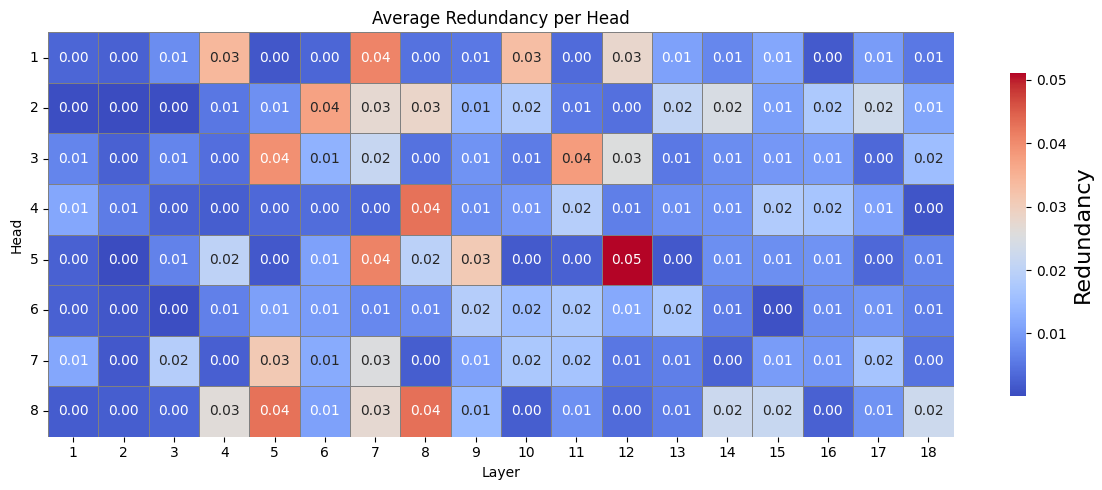 Average Redundancy per Head
1 0.00 0.00 0.01 0.03 0.00 0.00 0.04 0.00 0.01 0.03 0.00 0.03 0.01 0.01 0.01 0.00 0.01 0.01
2 0.00 0.00 0.00 0.01 0.01 0.04 0.03 0.03 0.01 0.02 0.01 0.00 0.02 0.02 0.01 0.02 0.02 0.01
3 0.01 0.00 0.01 0.00 0.04 0.01 0.02 0.00 0.01 0.01 0.04 0.03 0.01 0.01 0.01 0.01 0.00 0.02
4 0.01 0.01 0.00 0.00 0.00 0.00 0.00 0.04 0.01 0.01 0.02 0.01 0.01 0.01 0.02 0.02 0.01 0.00
5 0.00 0.00 0.01 0.02 0.00 0.01 0.04 0.02 0.03 0.00 0.00 0.05 0.00 0.01 0.01 0.01 0.00 0.01
6 0.00 0.00 0.00 0.01 0.01 0.01 0.01 0.01 0.02 0.02 0.02 0.01 0.02 0.01 0.00 0.01 0.01 0.01
7 0.01 0.00 0.02 0.00 0.03 0.01 0.03 0.00 0.01 0.02 0.02 0.01 0.01 0.00 0.01 0.01 0.02 0.00
8 0.00 0.00 0.00 0.03 0.04 0.01 0.03 0.04 0.01 0.00 0.01 0.00 0.01 0.02 0.02 0.00 0.01 0.02
1 2 3 4 5 6 7 8 9 10 11 12 13 14 15 16 17 18
Layer
Head
0.05
0.04
0.03
0.02
0.01
Redundancy